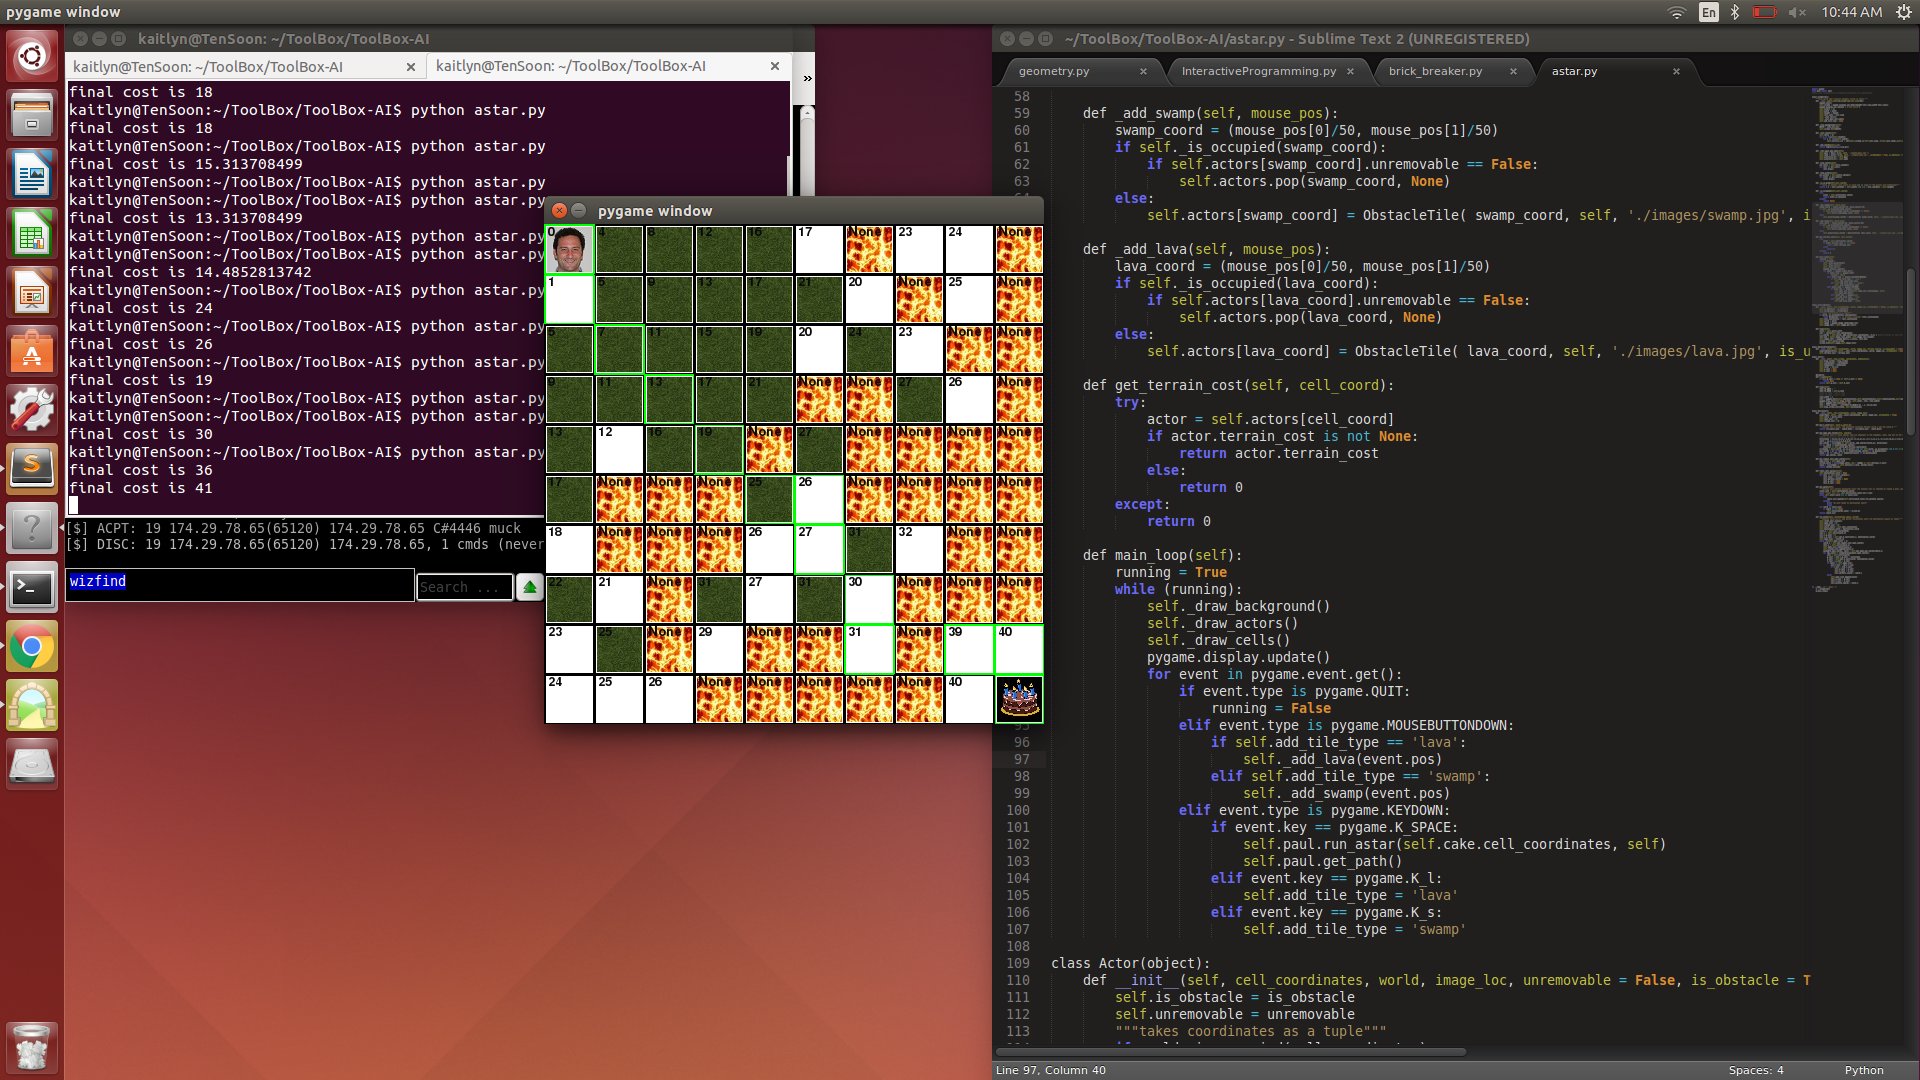 pygame window
En
10:44 AM
kaitlyn@TenSoon: ~/ToolBox/ToolBox-AI
kaitlyn@TenSoon: ~/ToolBox/ToolBox-AI
kaitlyn@TenSoon: ~/ToolBox/ToolBox-AI
final cost is 18
kaitlyn@TenSoon:~/ToolBox/ToolBox-AI$ python astar.py
final cost is 18
kaitlyn@TenSoon:~/ToolBox/ToolBox-AI$ python astar.py
final cost is 15.313708499
kaitlyn@TenSoon:~/ToolBox/ToolBox-AI$ python astar.py
kaitlyn@TenSoon:~/ToolBox/ToolBox-AI$ python astar.py
final cost is 13.313708499
kaitlyn@TenSoon:~/ToolBox/ToolBox-AI$ python astar.py
kaitlyn@TenSoon:~/ToolBox/ToolBox-AI$ python astar.py
final cost is 14.4852813742
kaitlyn@TenSoon:~/ToolBox/ToolBox-AI$ python astar.py
final cost is 24
kaitlyn@TenSoon:~/ToolBox/ToolBox-AI$ python astar.py
final cost is 26
kaitlyn@TenSoon:~/ToolBox/ToolBox-AI$ python astar.py
final cost is 19
kaitlyn@TenSoon:~/ToolBox/ToolBox-AI$ python astar.py
kaitlyn@TenSoon:~/ToolBox/ToolBox-AI$ python astar.py
final cost is 30
kaitlyn@TenSoon:~/ToolBox/ToolBox-AI$ python astar.py
final cost is 36
final cost is 41
[$] ACPT: 19 174.29.78.65(65120) 174.29.78.65 C#4446 muck
[$] DISC: 19 174.29.78.65(65120) 174.29.78.65, 1 cmds (never
wizfind
Search ...
pygame window
0 4 8 12 16 17 None 23 24 None
1 5 9 13 17 21 20 None 25 None
5 7 11 15 19 20 24 23 None None
9 11 13 17 21 None None 27 26 None
13 12 16 19 None 27 None None None None
17 None None None 25 26 None None None None
18 None None None 26 27 31 32 None None
22 21 None 31 27 31 30 None None None
23 25 None 29 None None 31 None 39 40
24 25 26 None None None None None 40
~/ToolBox/ToolBox-AI/astar.py - Sublime Text 2 (UNREGISTERED)
geometry.py
InteractiveProgramming.py
brick_breaker.py
astar.py
58
59 def _add_swamp(self, mouse_pos):
60 swamp_coord = (mouse_pos[0]/50, mouse_pos[1]/50)
61 if self._is_occupied(swamp_coord):
62 if self.actors[swamp_coord].unremovable == False:
63 self.actors.pop(swamp_coord, None)
else:
self.actors[swamp_coord] = ObstacleTile( swamp_coord, self, './images/swamp.jpg', i
def _add_lava(self, mouse_pos):
lava_coord = (mouse_pos[0]/50, mouse_pos[1]/50)
if self._is_occupied(lava_coord):
if self.actors[lava_coord].unremovable == False:
self.actors.pop(lava_coord, None)
else:
self.actors[lava_coord] = ObstacleTile( lava_coord, self, './images/lava.jpg', is_u
def get_terrain_cost(self, cell_coord):
try:
actor = self.actors[cell_coord]
if actor.terrain_cost is not None:
return actor.terrain_cost
else:
return 0
except:
return 0
def main_loop(self):
running = True
while (running):
self._draw_background()
self._draw_actors()
self._draw_cells()
pygame.display.update()
for event in pygame.event.get():
if event.type is pygame.QUIT:
running = False
95 elif event.type is pygame.MOUSEBUTTONDOWN:
96 if self.add_tile_type == 'lava':
97 self._add_lava(event.pos)
98 elif self.add_tile_type == 'swamp':
99 self._add_swamp(event.pos)
100 elif event.type is pygame.KEYDOWN:
101 if event.key == pygame.K_SPACE:
102 self.paul.run_astar(self.cake.cell_coordinates, self)
103 self.paul.get_path()
104 elif event.key == pygame.K_l:
105 self.add_tile_type = 'lava'
106 elif event.key == pygame.K_s:
107 self.add_tile_type = 'swamp'
108
109 class Actor(object):
110 def __init__(self, cell_coordinates, world, image_loc, unremovable = False, is_obstacle = T
111 self.is_obstacle = is_obstacle
112 self.unremovable = unremovable
113 """takes coordinates as a tuple"""
Line 97, Column 40
Spaces: 4
Python